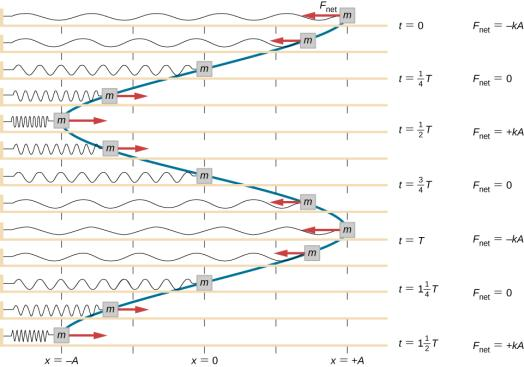 F_net
m
t = 0 F_net = –kA
m
m
t = 1/4 T F_net = 0
m
m
t = 1/2 T F_net = +kA
m
m
t = 3/4 T F_net = 0
m
m
t = T F_net = –kA
m
m
t = 1 1/4 T F_net = 0
m
m
t = 1 1/2 T F_net = +kA
x = –A x = 0 x = +A